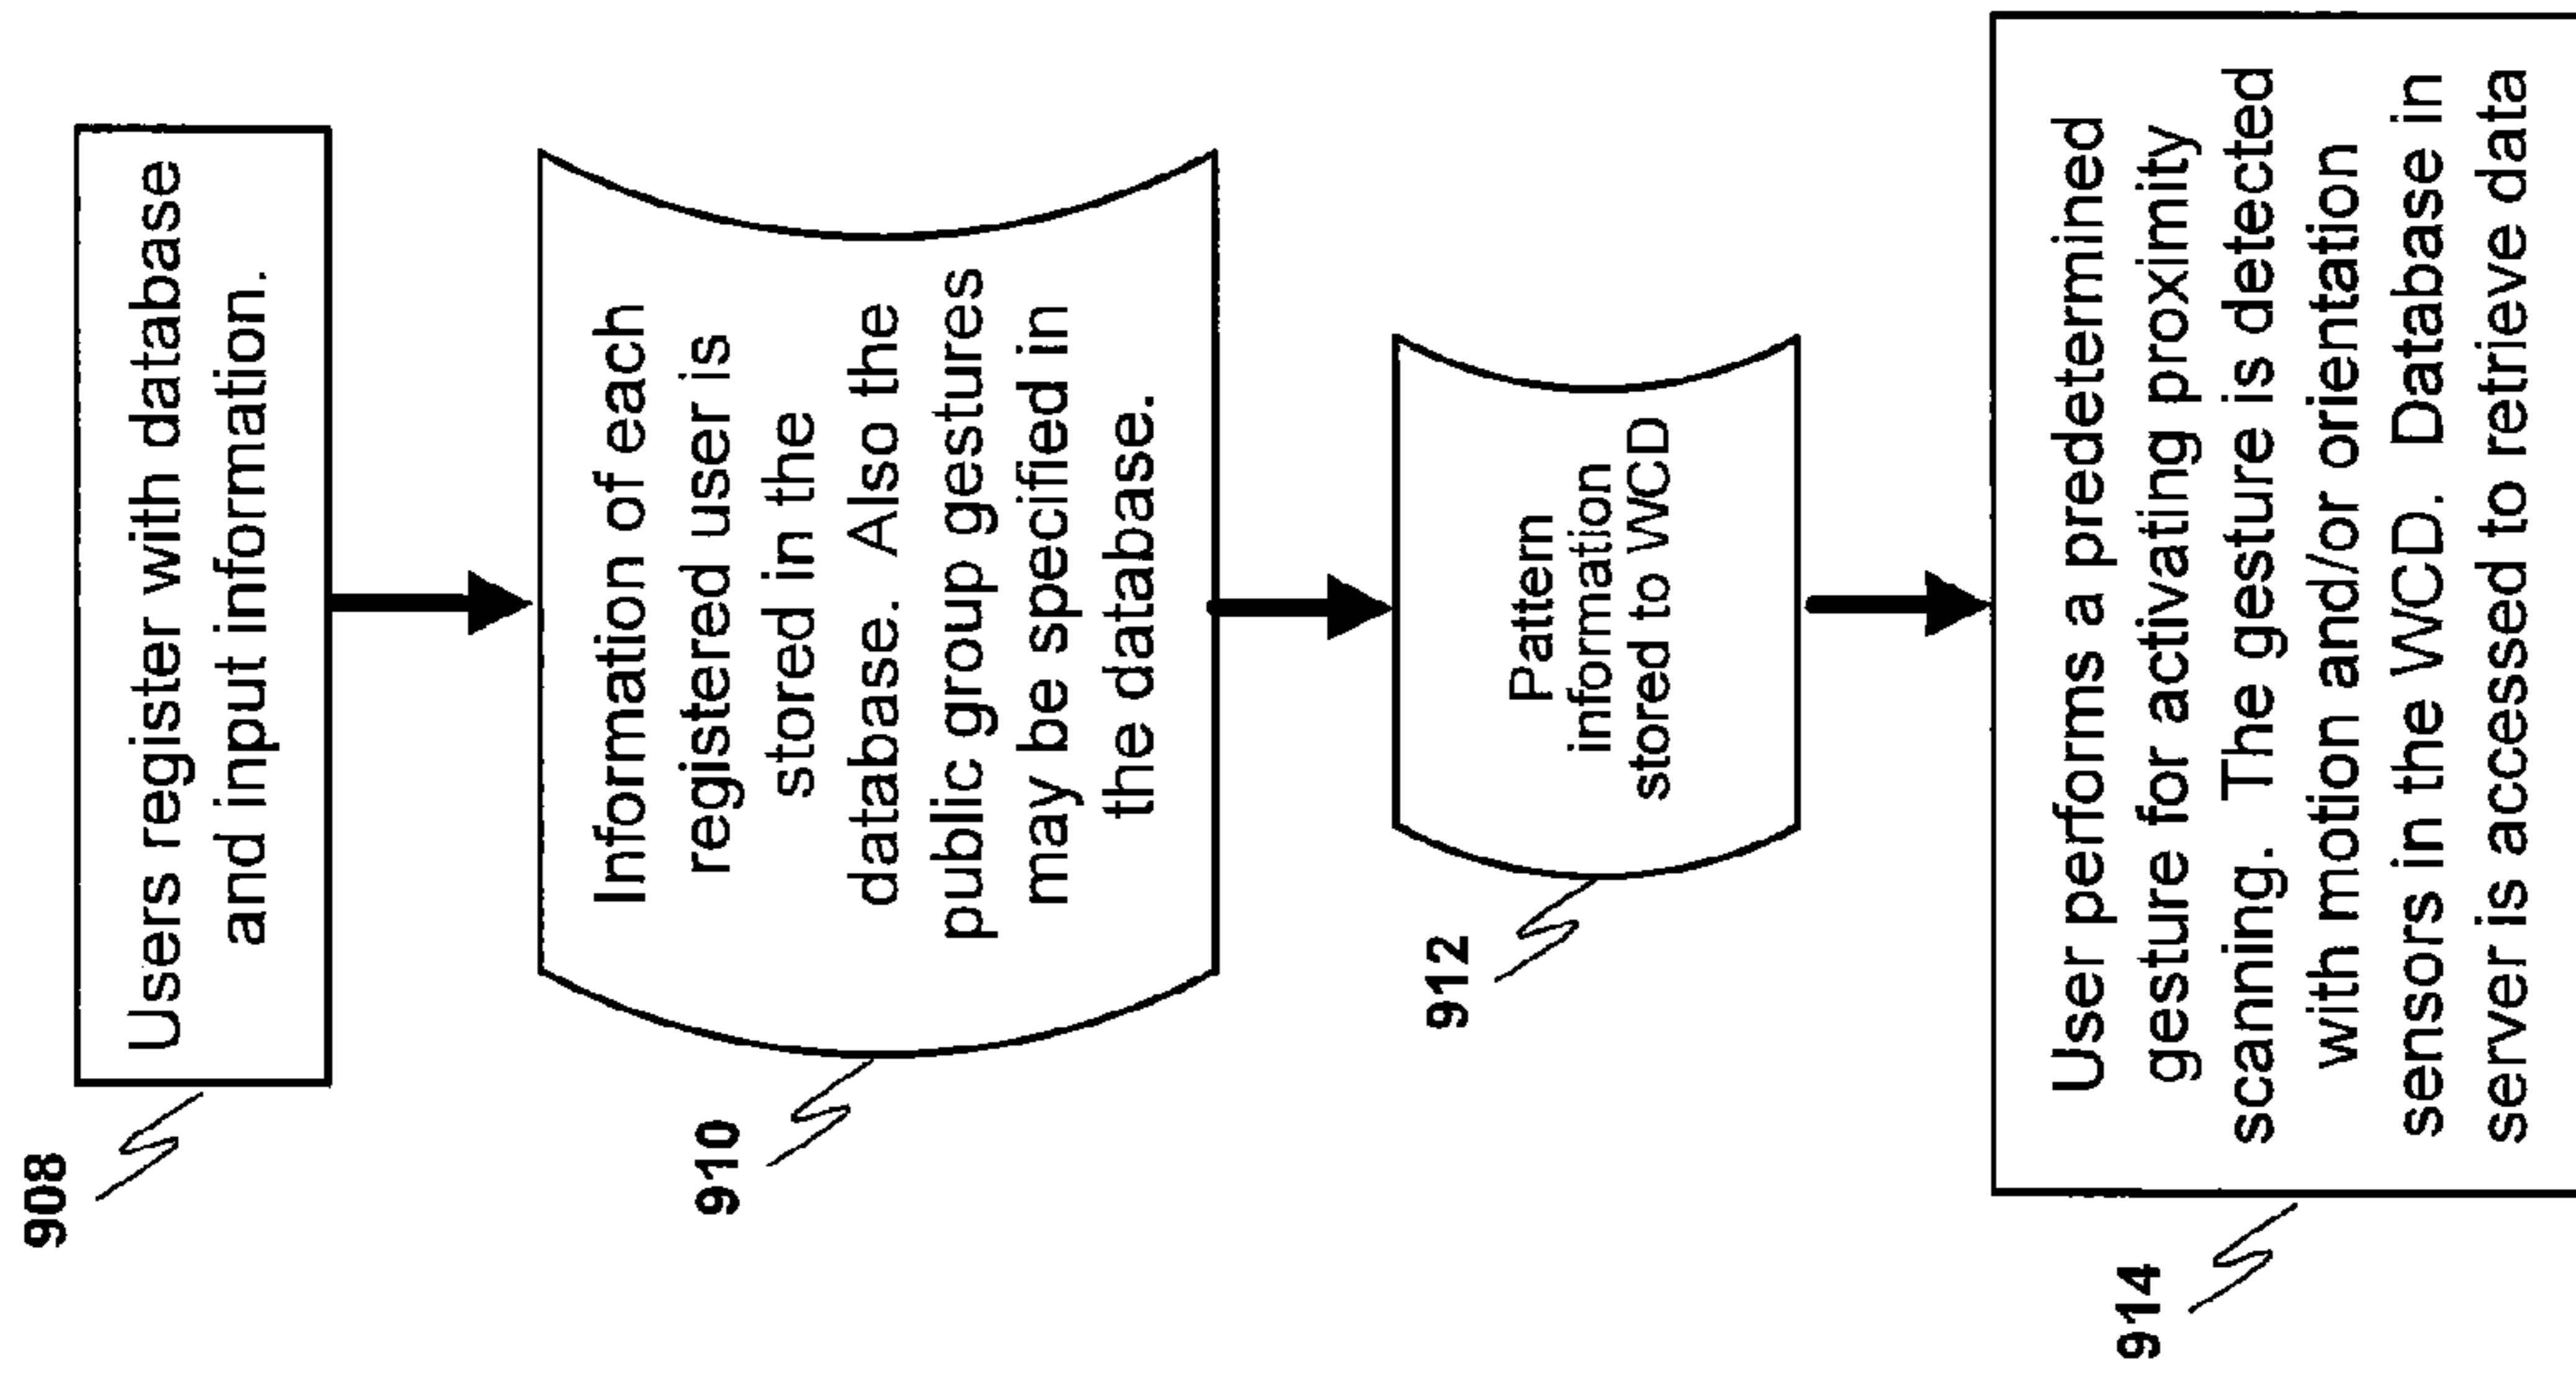 908
Users register with database
and input information.
910
Information of each
registered user is
stored in the
database.  Also the
public group gestures
may be specified in
the database.
912
Pattern
information
stored to WCD
914
User performs a predetermined
gesture for activating proximity
scanning.  The gesture is detected
with motion and/or orientation
sensors in the WCD.  Database in
server is accessed to retrieve data